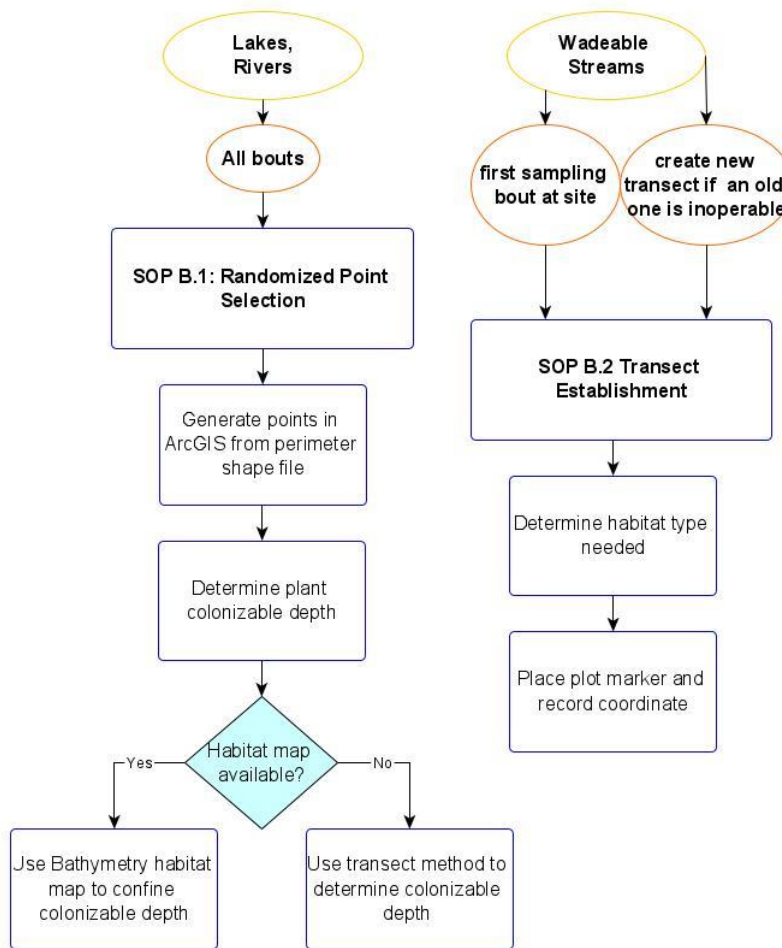 Lakes,
Rivers
All bouts
SOP B.1: Randomized Point
Selection
Generate points in
ArcGIS from perimeter
shape file
Determine plant
colonizable depth
Habitat map
available?
Yes
No
Use Bathymetry habitat
map to confine
colonizable depth
Use transect method to
determine colonizable
depth
Wadeable
Streams
first sampling
bout at site
create new
transect if an old
one is inoperable
SOP B.2 Transect
Establishment
Determine habitat type
needed
Place plot marker and
record coordinate